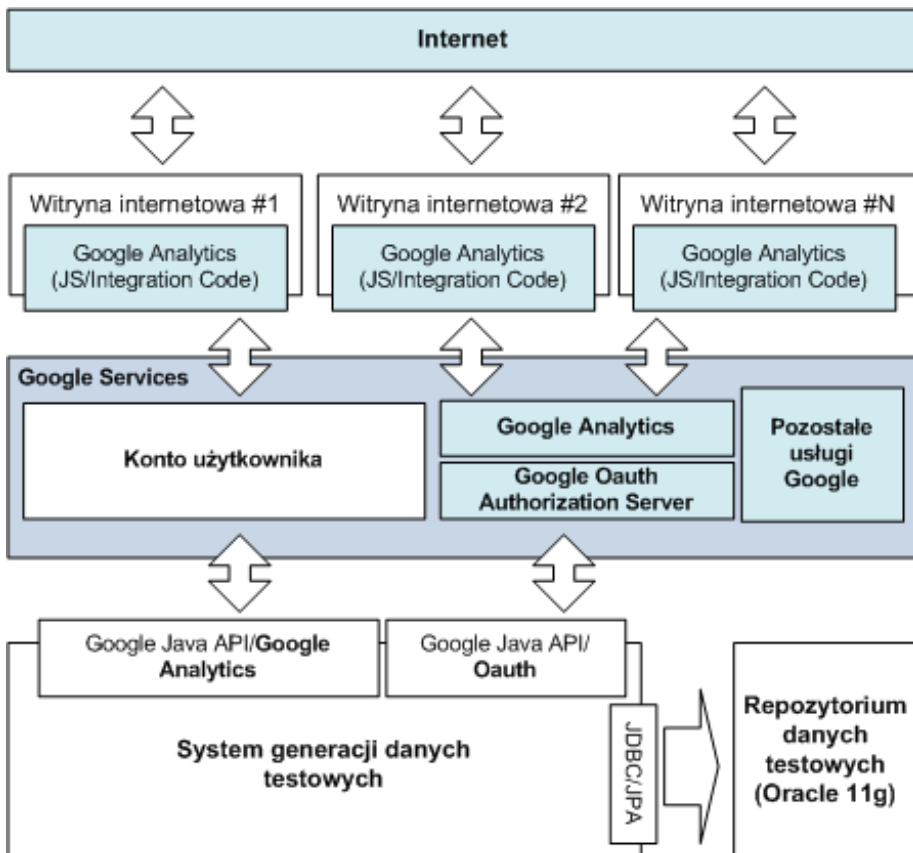 Internet
Witryna internetowa #1
Google Analytics
(JS/Integration Code)
Witryna internetowa #2
Google Analytics
(JS/Integration Code)
Witryna internetowa #N
Google Analytics
(JS/Integration Code)
Google Services
Konto użytkownika
Google Analytics
Google Oauth
Authorization Server
Pozostałe
usługi
Google
Google Java API/Google
Analytics
Google Java API/
Oauth
System generacji danych
testowych
JDBC/JPA
Repozytorium
danych
testowych
(Oracle 11g)